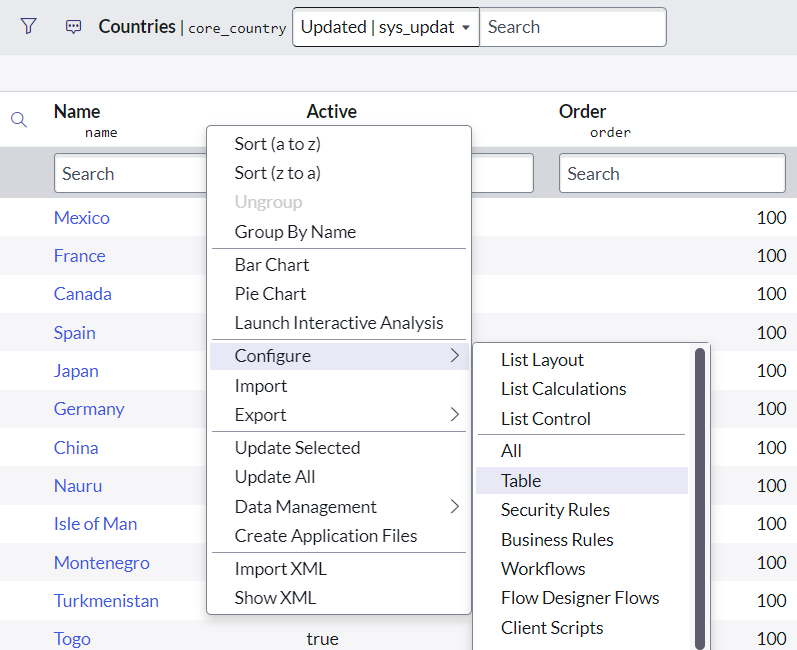 Countries | core_country Updated | sys_updat Search
Name Active Order
name order
Search Search
Sort (a to z)
Sort (z to a)
Ungroup
Group By Name
Bar Chart
Pie Chart
Launch Interactive Analysis
Configure
Import
Export
Update Selected
Update All
Data Management
Create Application Files
Import XML
Show XML
List Layout
List Calculations
List Control
All
Table
Security Rules
Business Rules
Workflows
Flow Designer Flows
Client Scripts
Mexico 100
France 100
Canada 100
Spain 100
Japan 100
Germany 100
China 100
Nauru 100
Isle of Man 100
Montenegro 100
Turkmenistan 100
Togo true 100